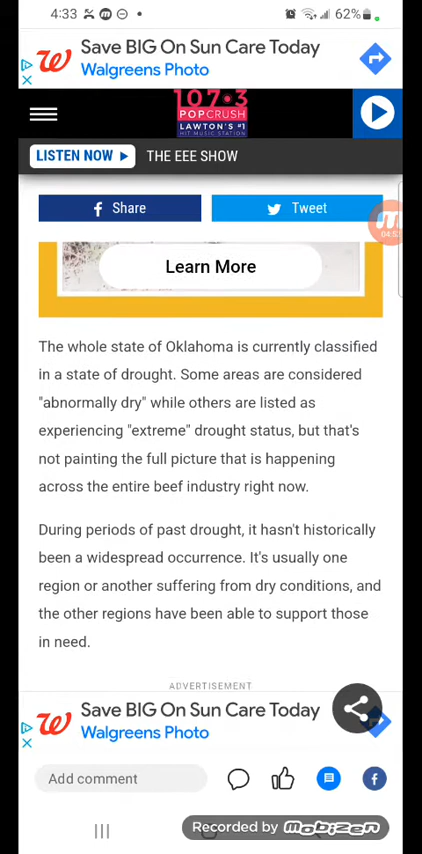 4:33
62%
Save BIG On Sun Care Today
Walgreens Photo
107.3
POPCRUSH
LAWTON'S #1
HIT MUSIC STATION
LISTEN NOW
THE EEE SHOW
Share
Tweet
Learn More
The whole state of Oklahoma is currently classified
in a state of drought. Some areas are considered
"abnormally dry" while others are listed as
experiencing "extreme" drought status, but that's
not painting the full picture that is happening
across the entire beef industry right now.
During periods of past drought, it hasn't historically
been a widespread occurrence. It's usually one
region or another suffering from dry conditions, and
the other regions have been able to support those
in need.
ADVERTISEMENT
Save BIG On Sun Care Today
Walgreens Photo
Add comment
Recorded by Mobizen